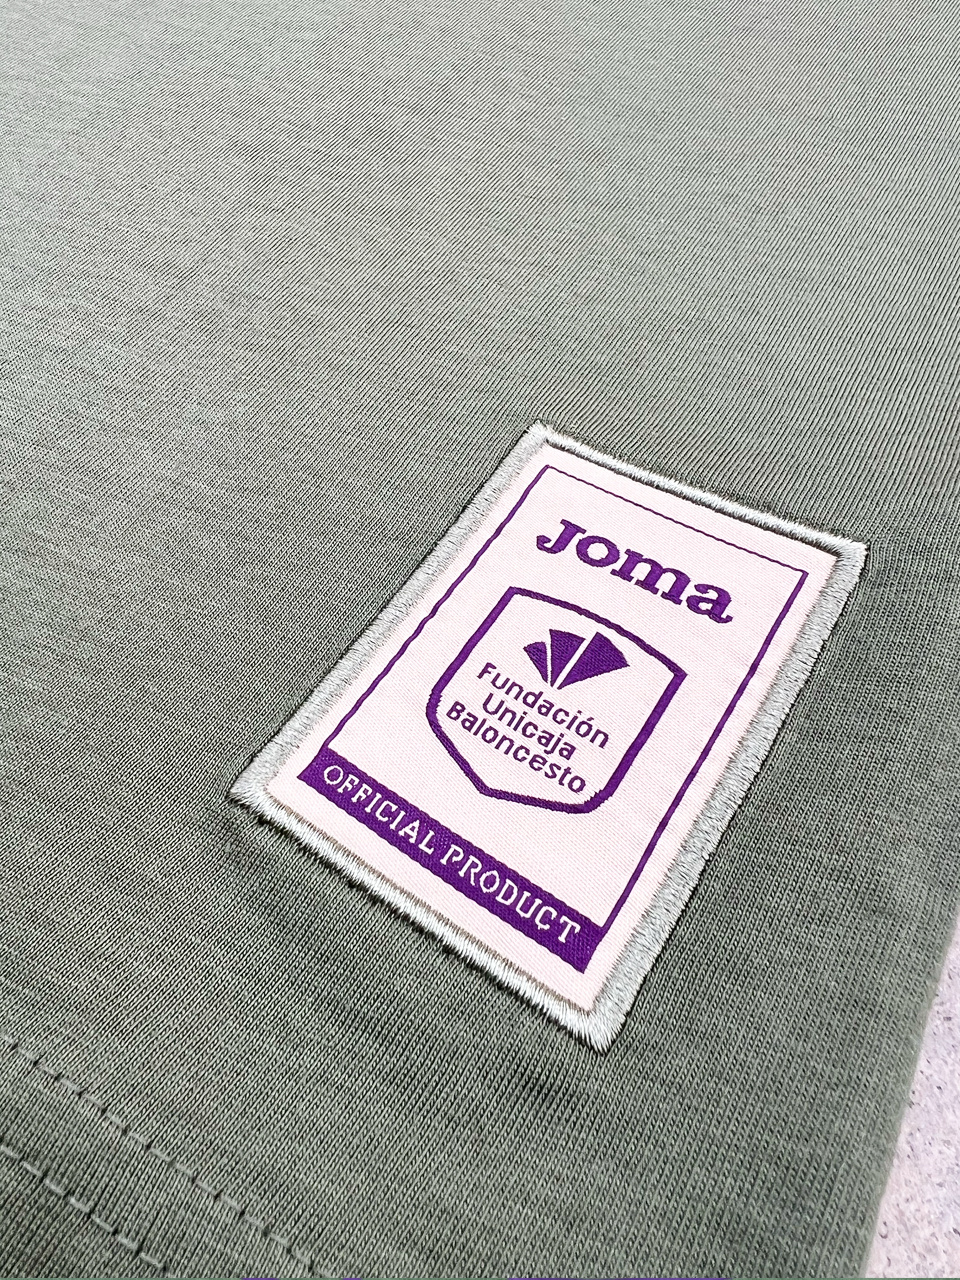 Joma
Fundación
Unicaja
Baloncesto
OFFICIAL PRODUCT